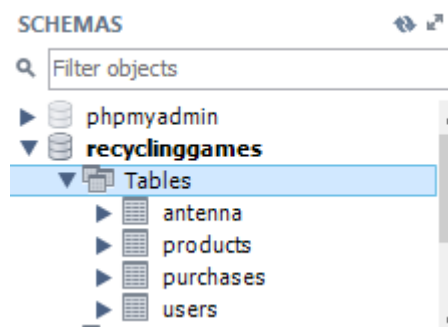 SCHEMAS
Filter objects
phpmyadmin
recyclinggames
Tables
antenna
products
purchases
users